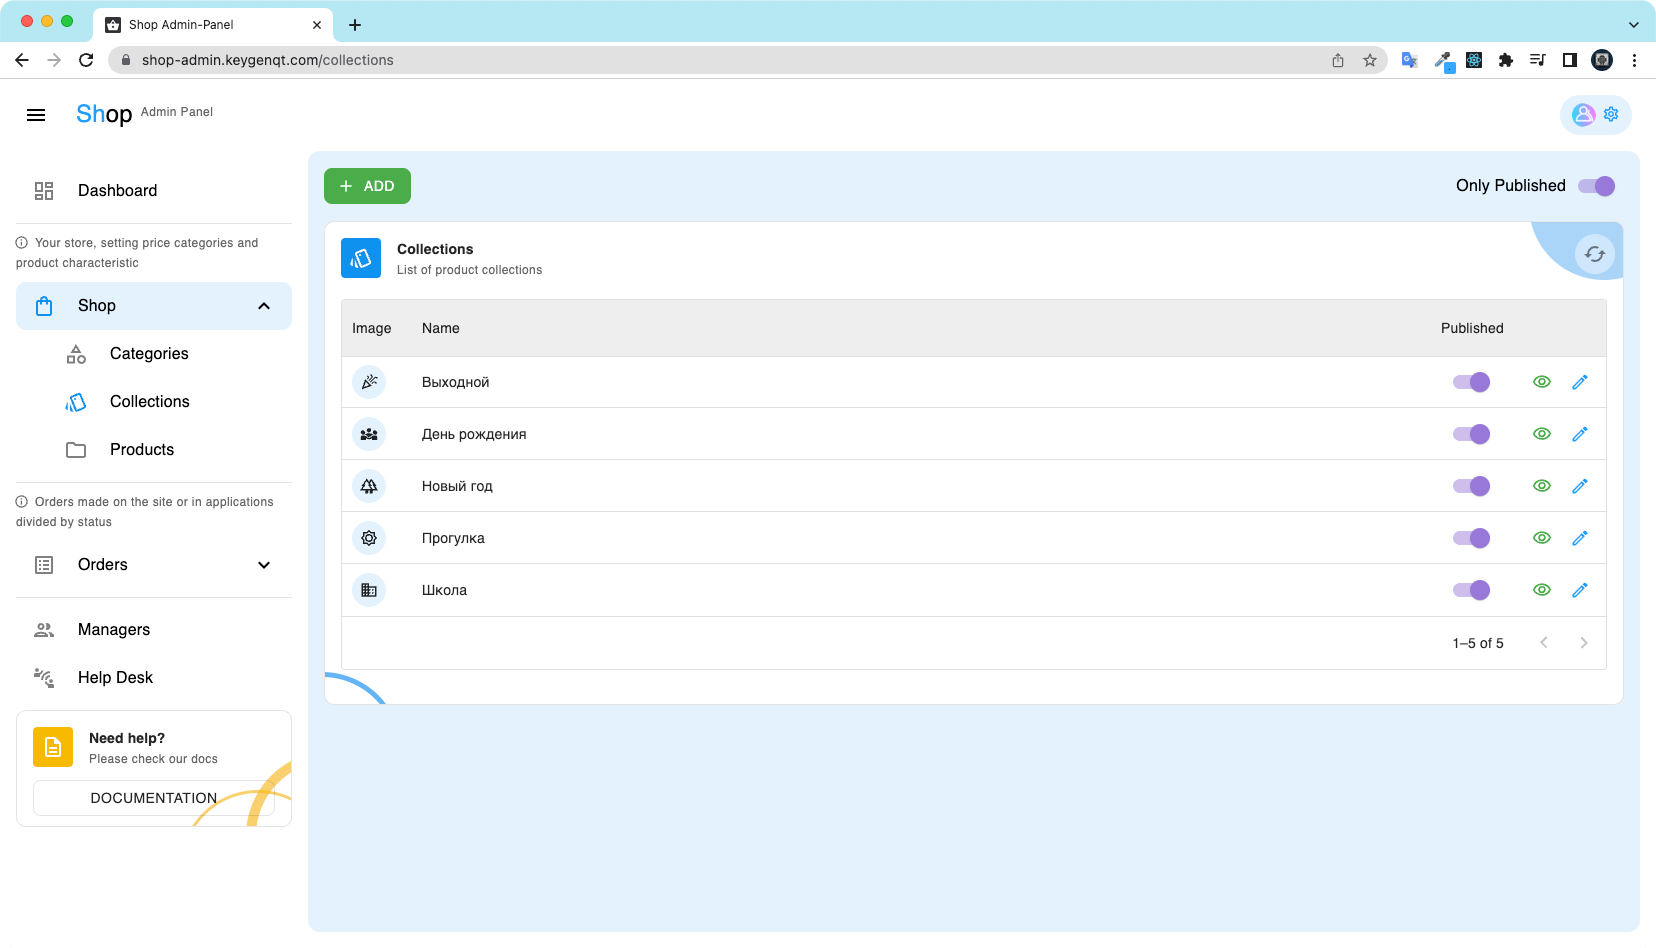 Shop Admin-Panel
shop-admin.keygenqt.com/collections
Shop Admin Panel
Dashboard
Your store, setting price categories and
product characteristic
Shop
Categories
Collections
Products
Orders made on the site or in applications
divided by status
Orders
Managers
Help Desk
Need help?
Please check our docs
DOCUMENTATION
ADD
Only Published
Collections
List of product collections
Image Name Published
Выходной
День рождения
Новый год
Прогулка
Школа
1–5 of 5